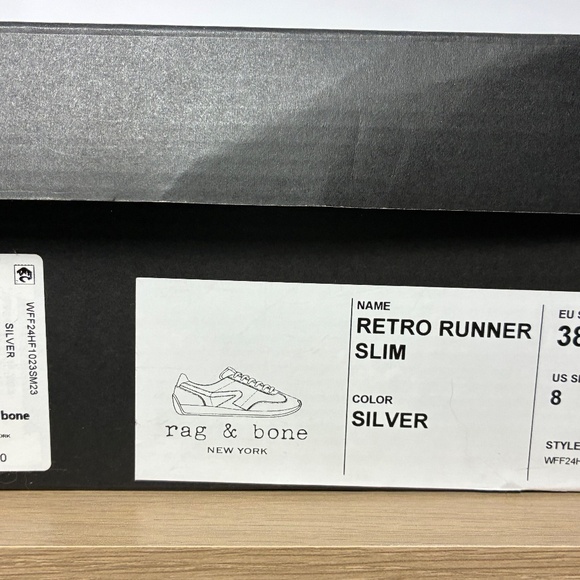 WFF24HF1023SM23
SILVER
bone
0
rag & bone
NEW YORK
NAME
RETRO RUNNER
SLIM
COLOR
SILVER
EU S
38
US SI
8
STYLE
WFF24H